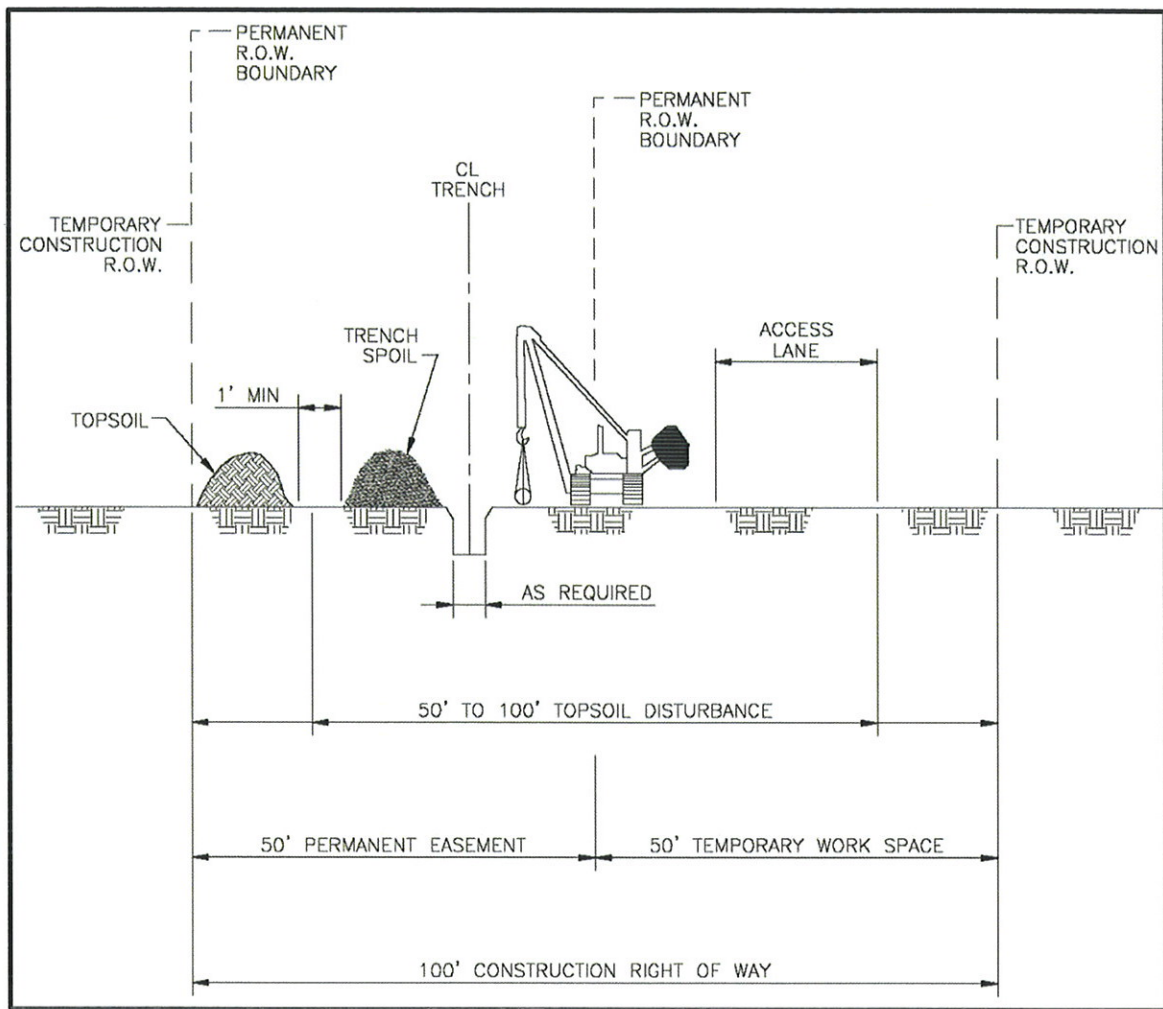 PERMANENT
R.O.W.
BOUNDARY
PERMANENT
R.O.W.
BOUNDARY
CL
TRENCH
TEMPORARY
CONSTRUCTION
R.O.W.
TEMPORARY
CONSTRUCTION
R.O.W.
TRENCH
SPOIL
ACCESS
LANE
1' MIN
TOPSOIL
AS REQUIRED
50' TO 100' TOPSOIL DISTURBANCE
50' PERMANENT EASEMENT
50' TEMPORARY WORK SPACE
100' CONSTRUCTION RIGHT OF WAY